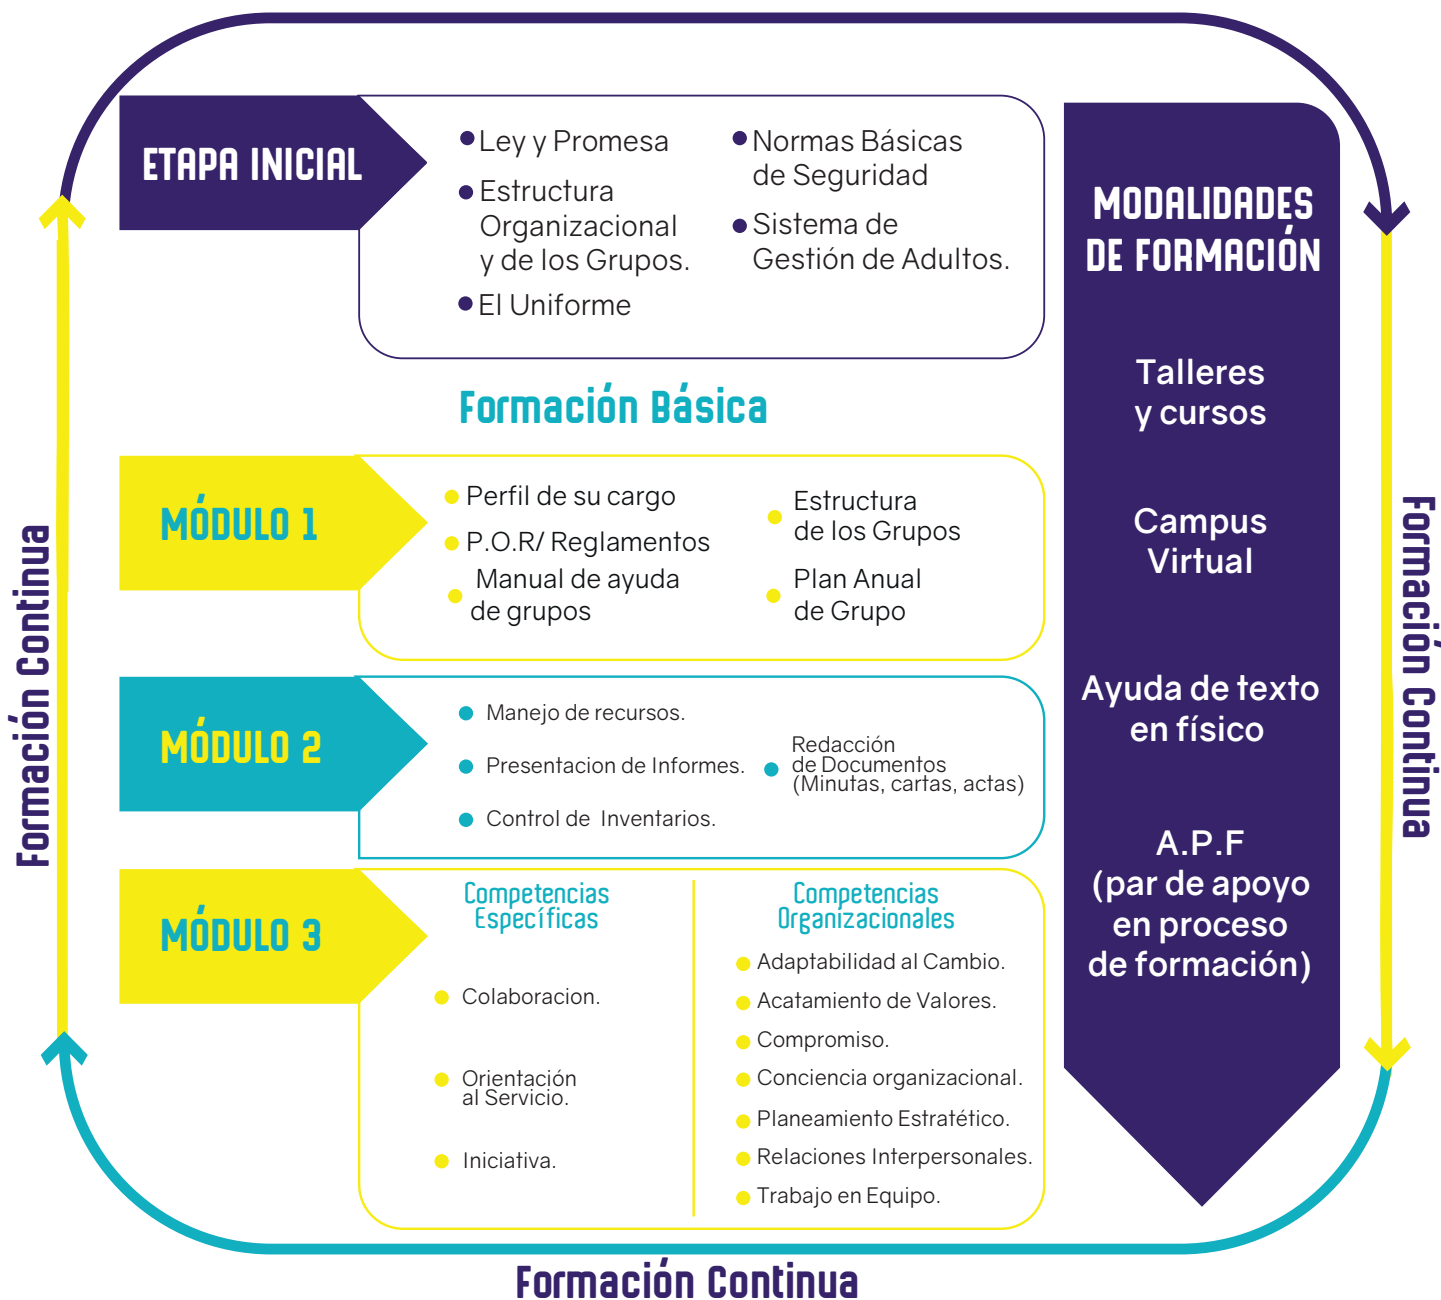 ETAPA INICIAL
Ley y Promesa
Estructura
Organizacional
y de los Grupos.
El Uniforme
Normas Básicas
de Seguridad
Sistema de
Gestión de Adultos.
Formación Básica
MÓDULO 1
Perfil de su cargo
P.O.R/ Reglamentos
Manual de ayuda
de grupos
Estructura
de los Grupos
Plan Anual
de Grupo
MÓDULO 2
Manejo de recursos.
Presentacion de Informes.
Control de Inventarios.
Redacción
de Documentos
(Minutas, cartas, actas)
MÓDULO 3
Competencias
Específicas
Colaboracion.
Orientación
al Servicio.
Iniciativa.
Competencias
Organizacionales
Adaptabilidad al Cambio.
Acatamiento de Valores.
Compromiso.
Conciencia organizacional.
Planeamiento Estratético.
Relaciones Interpersonales.
Trabajo en Equipo.
MODALIDADES
DE FORMACIÓN
Talleres
y cursos
Campus
Virtual
Ayuda de texto
en físico
A.P.F
(par de apoyo
en proceso
de formación)
Formación Continua
Formación Continua
Formación Continua